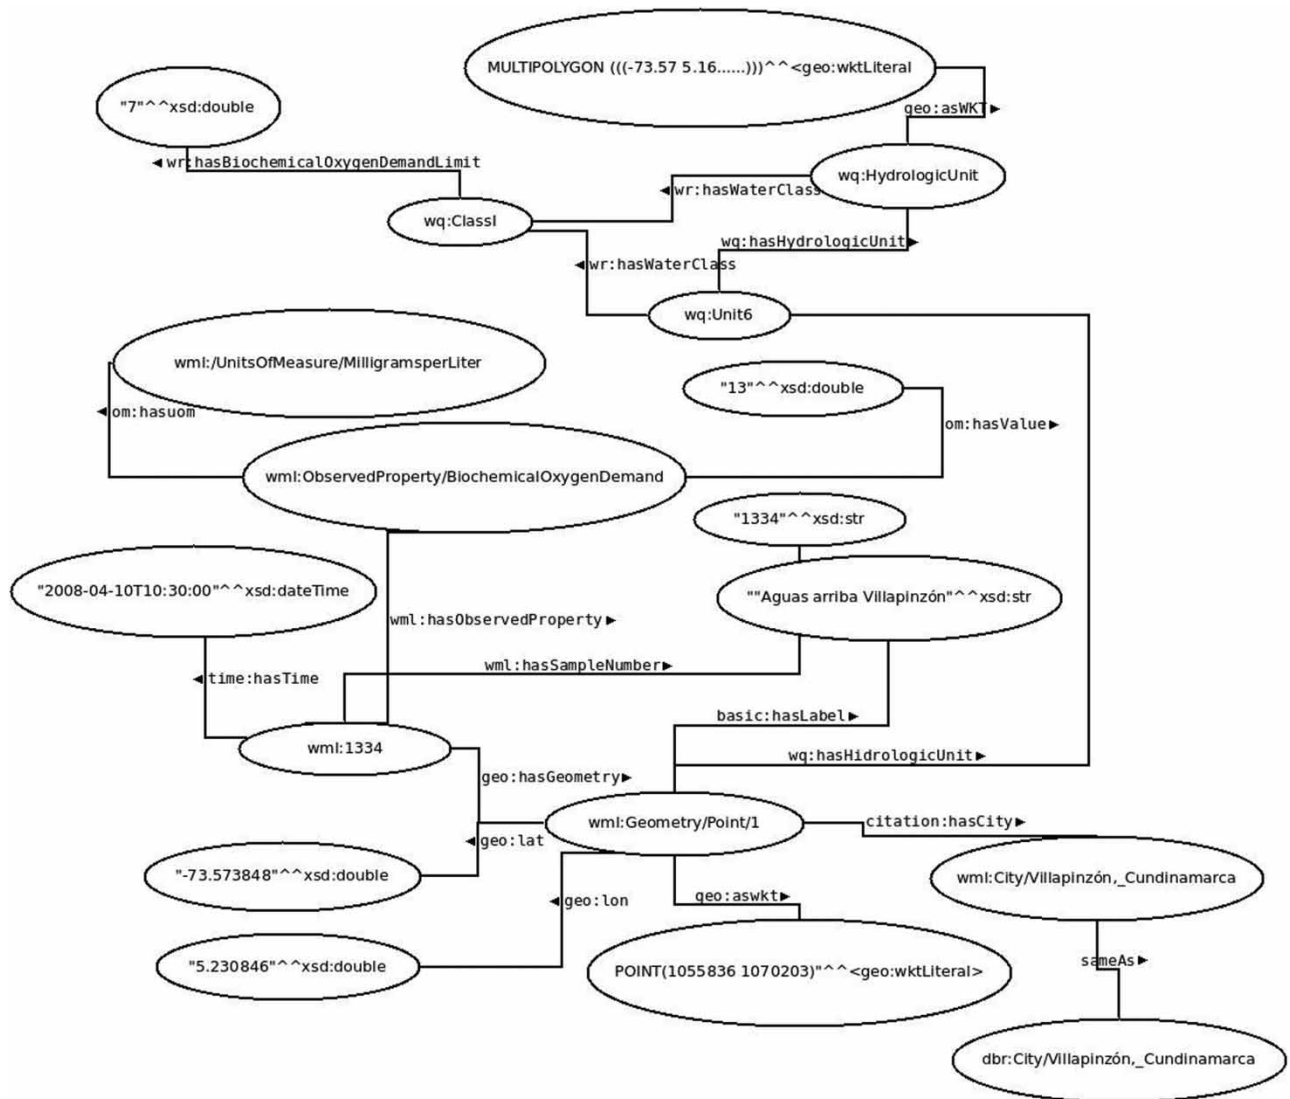 MULTIPOLYGON (((-73.57 5.16......)))^^<geo:wktLiteral
"7"^^xsd:double
geo:asWKT►
◄ wr:hasBiochemicalOxygenDemandLimit
wq:HydrologicUnit
◄ wr:hasWaterClass
wq:ClassI
wq:hasHydrologicUnit►
◄ wr:hasWaterClass
wq:Unit6
wml:/UnitsOfMeasure/MilligramsperLiter
"13"^^xsd:double
◄ om:hasuom
om:hasValue►
wml:ObservedProperty/BiochemicalOxygenDemand
"1334"^^xsd:str
"2008-04-10T10:30:00"^^xsd:dateTime
""Aguas arriba Villapinzón"^^xsd:str
wml:hasObservedProperty►
wml:hasSampleNumber►
◄ time:hasTime
basic:hasLabel►
wml:1334
wq:hasHidrologicUnit►
geo:hasGeometry►
wml:Geometry/Point/1
citation:hasCity►
◄ geo:lat
"-73.573848"^^xsd:double
wml:City/Villapinzón,_Cundinamarca
geo:aswkt►
◄ geo:lon
"5.230846"^^xsd:double
POINT(1055836 1070203)"^^<geo:wktLiteral>
sameAs►
dbr:City/Villapinzón,_Cundinamarca